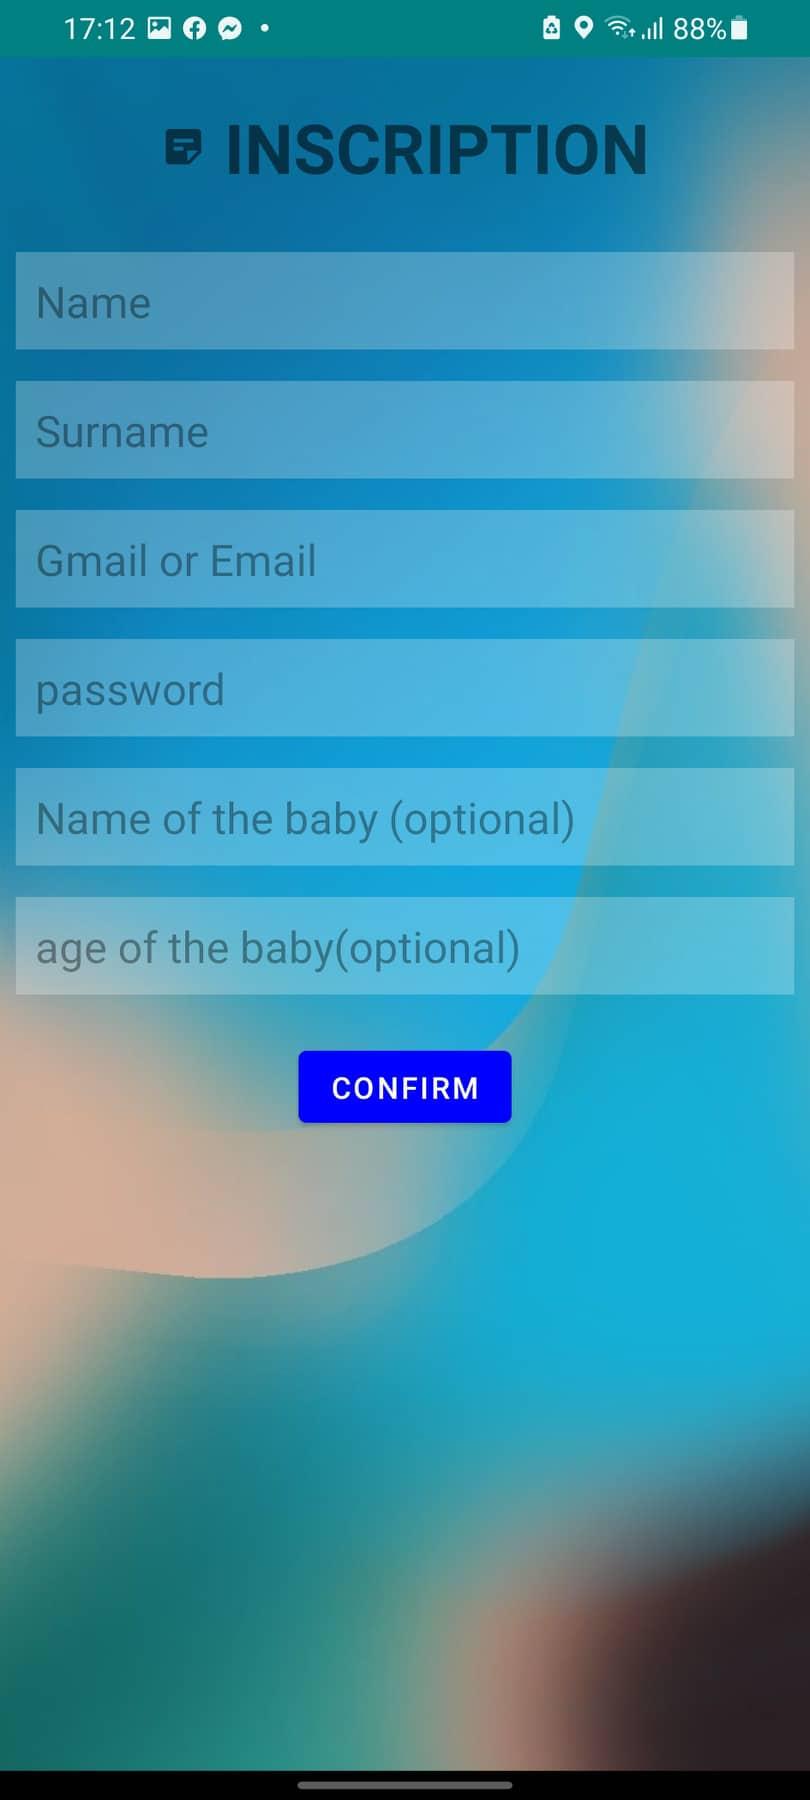 17:12 88%
INSCRIPTION
Name
Surname
Gmail or Email
password
Name of the baby (optional)
age of the baby(optional)
CONFIRM